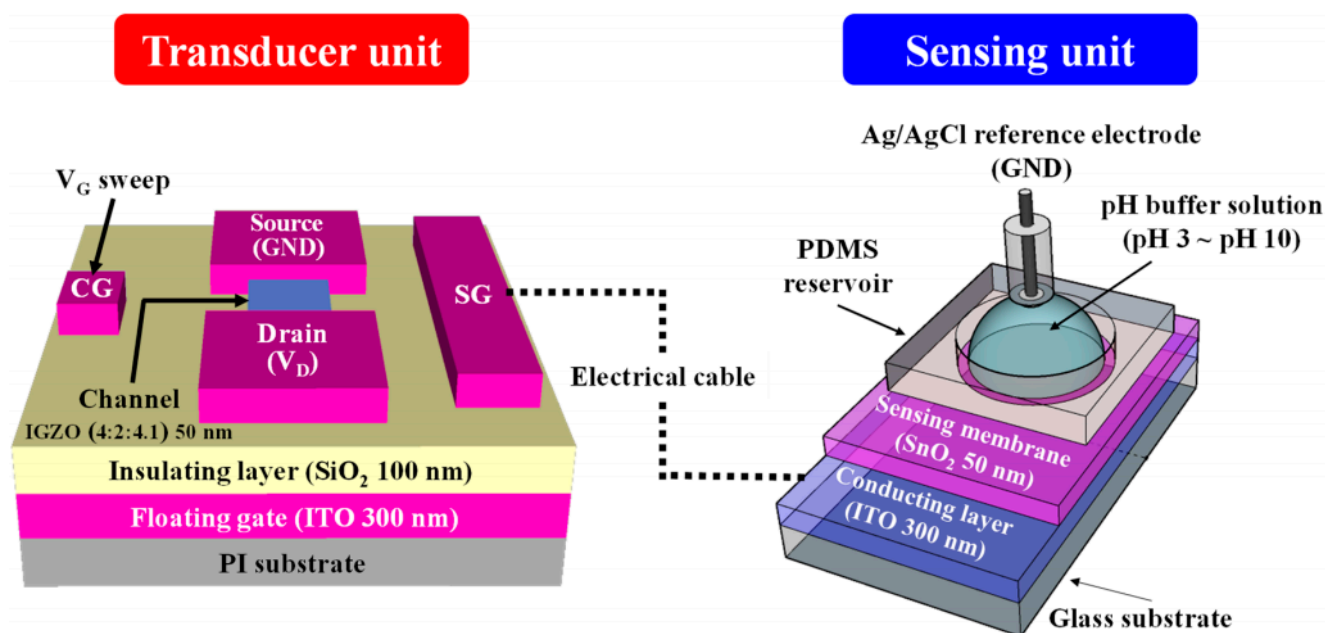 Transducer unit
Sensing unit
V_G sweep
CG
Source
(GND)
SG
Drain
(V_D)
Channel
IGZO (4:2:4.1) 50 nm
Insulating layer (SiO₂ 100 nm)
Floating gate (ITO 300 nm)
PI substrate
Electrical cable
Ag/AgCl reference electrode
(GND)
pH buffer solution
(pH 3 ~ pH 10)
PDMS
reservoir
Sensing membrane
(SnO₂ 50 nm)
Conducting layer
(ITO 300 nm)
Glass substrate